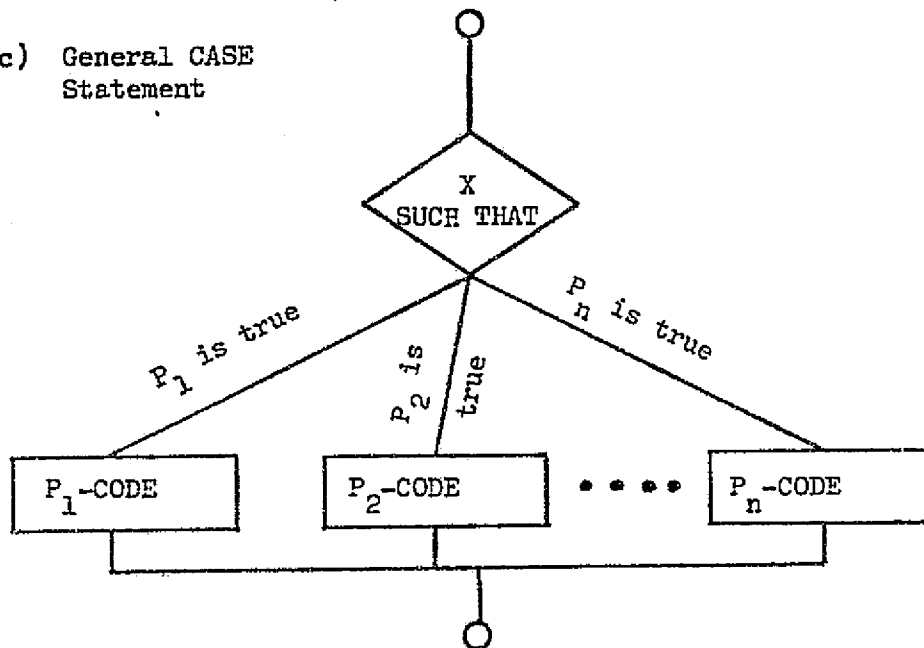 c) General CASE
Statement
X
SUCH THAT
P1 is true
P2 is
true
Pn is true
P1-CODE
P2-CODE
Pn-CODE